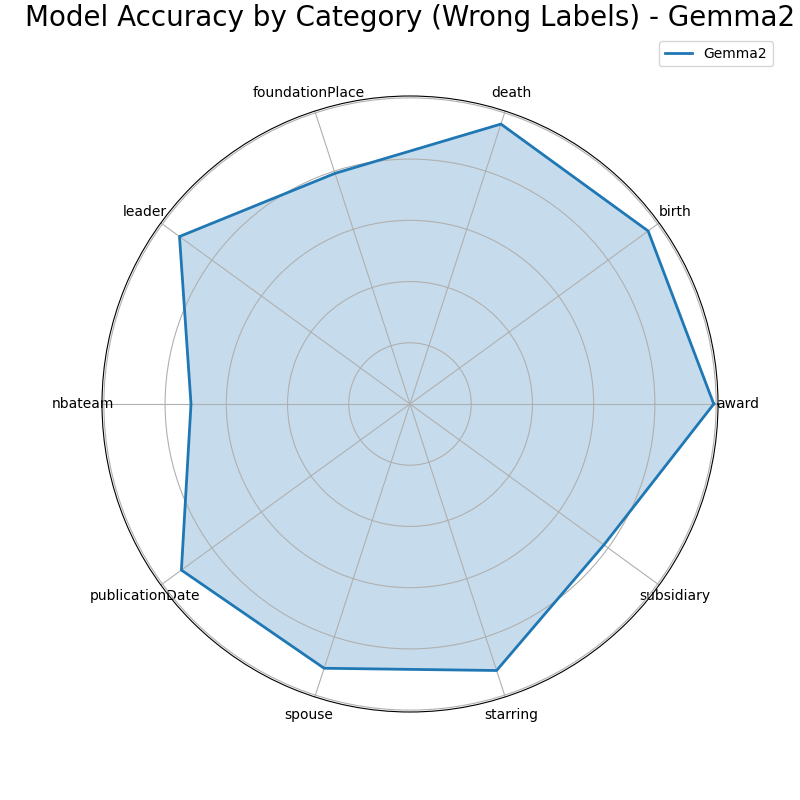 Model Accuracy by Category (Wrong Labels) - Gemma2
Gemma2
foundationPlace
death
leader
birth
nbateam
award
publicationDate
subsidiary
spouse
starring